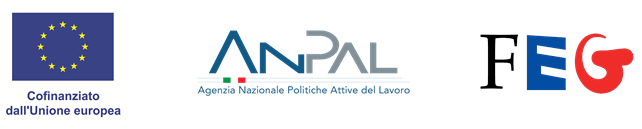 Cofinanziato
dall'Unione europea
ANPAL
Agenzia Nazionale Politiche Attive del Lavoro
FEG